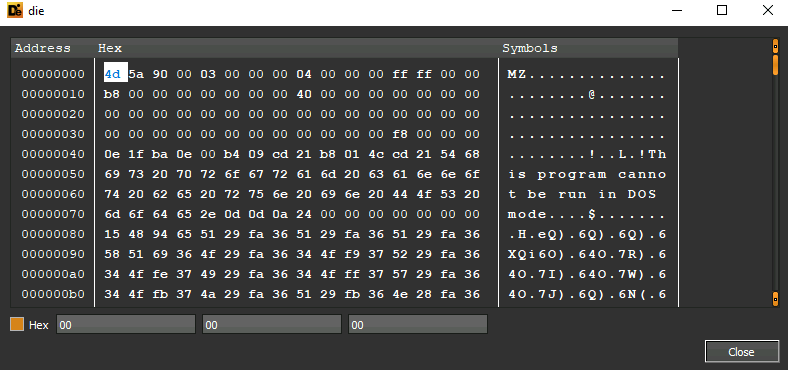 die
Address Hex Symbols
00000000 4d 5a 90 00 03 00 00 00 04 00 00 00 ff ff 00 00 MZ..............
00000010 b8 00 00 00 00 00 00 00 40 00 00 00 00 00 00 00 ........@.......
00000020 00 00 00 00 00 00 00 00 00 00 00 00 00 00 00 00 ................
00000030 00 00 00 00 00 00 00 00 00 00 00 00 f8 00 00 00 ................
00000040 0e 1f ba 0e 00 b4 09 cd 21 b8 01 4c cd 21 54 68 ........!..L.!Th
00000050 69 73 20 70 72 6f 67 72 61 6d 20 63 61 6e 6e 6f is program canno
00000060 74 20 62 65 20 72 75 6e 20 69 6e 20 44 4f 53 20 t be run in DOS
00000070 6d 6f 64 65 2e 0d 0d 0a 24 00 00 00 00 00 00 00 mode....$.......
00000080 15 48 94 65 51 29 fa 36 51 29 fa 36 51 29 fa 36 .H.eQ).6Q).6Q).6
00000090 58 51 69 36 4f 29 fa 36 34 4f f9 37 52 29 fa 36 XQi6O).64O.7R).6
000000a0 34 4f fe 37 49 29 fa 36 34 4f ff 37 57 29 fa 36 4O.7I).64O.7W).6
000000b0 34 4f fb 37 4a 29 fa 36 51 29 fb 36 4e 28 fa 36 4O.7J).6Q).6N(.6
Hex 00 00 00
Close